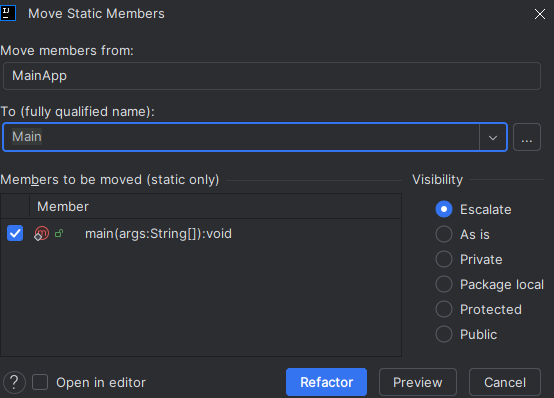 IJ
Move Static Members
Move members from:
MainApp
To (fully qualified name):
Main
...
Members to be moved (static only)
Visibility
Member
m main(args:String[]):void
Escalate
As is
Private
Package local
Protected
Public
? Open in editor
Refactor
Preview
Cancel